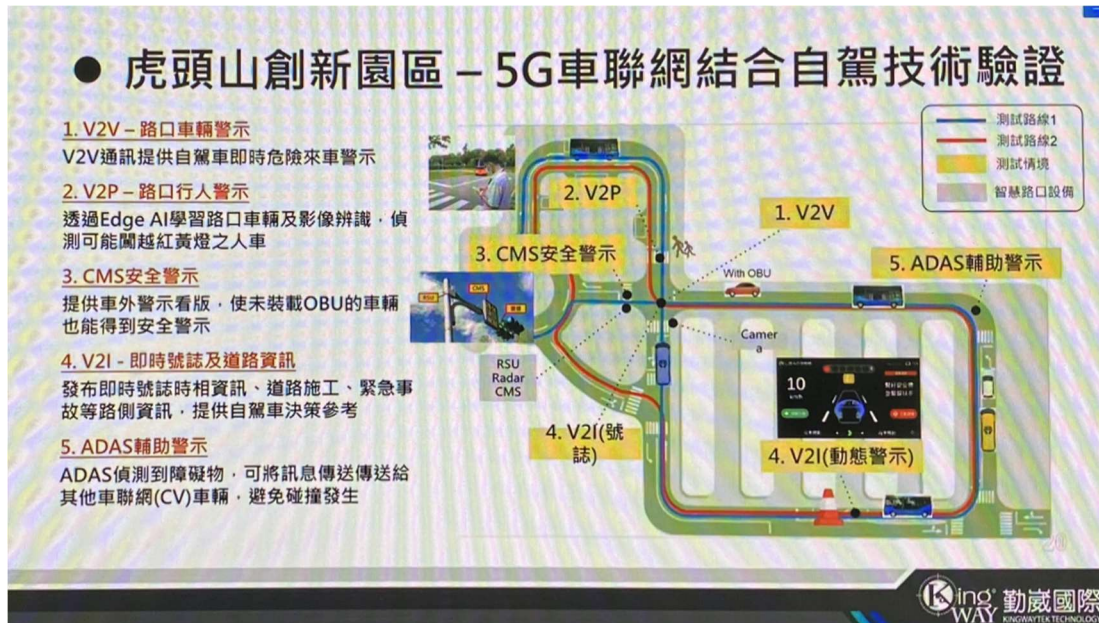 ● 虎頭山創新園區 – 5G車聯網結合自駕技術驗證
1. V2V – 路口車輛警示
V2V通訊提供自駕車即時危險來車警示
2. V2P – 路口行人警示
透過Edge AI學習路口車輛及影像辨識，偵
測可能闖越紅黃燈之人車
3. CMS安全警示
提供車外警示看版，使未裝載OBU的車輛
也能得到安全警示
4. V2I - 即時號誌及道路資訊
發布即時號誌時相資訊、道路施工、緊急事
故等路側資訊，提供自駕車決策參考
5. ADAS輔助警示
ADAS偵測到障礙物，可將訊息傳送傳送給
其他車聯網(CV)車輛，避免碰撞發生
測試路線1
測試路線2
測試情境
智慧路口設備
2. V2P
1. V2V
3. CMS安全警示
With OBU
5. ADAS輔助警示
RSU
CMS
RSU
Radar
CMS
Camer
a
10
km/h
4. V2I(號
誌)
4. V2I(動態警示)
20
King WAY 勤崴國際
KINGWAYTEK TECHNOLOGY